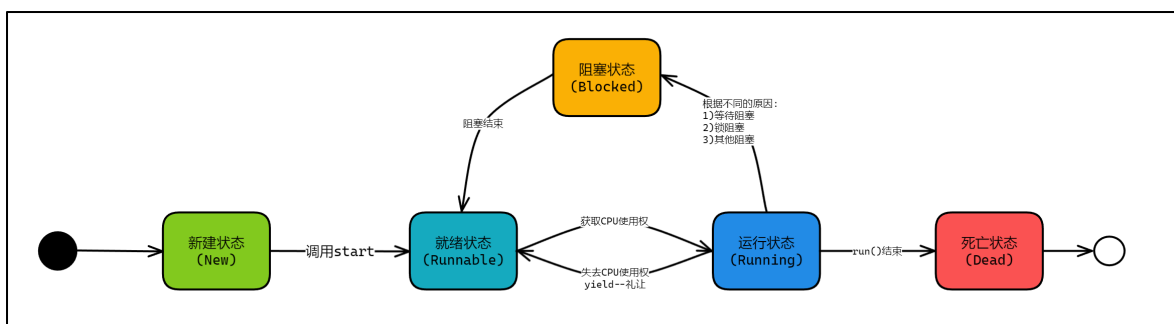 阻塞状态
(Blocked)
根据不同的原因:
1)等待阻塞
2)锁阻塞
3)其他阻塞
阻塞结束
新建状态
(New)
调用start
就绪状态
(Runnable)
获取CPU使用权
失去CPU使用权
yield--礼让
运行状态
(Running)
run()结束
死亡状态
(Dead)